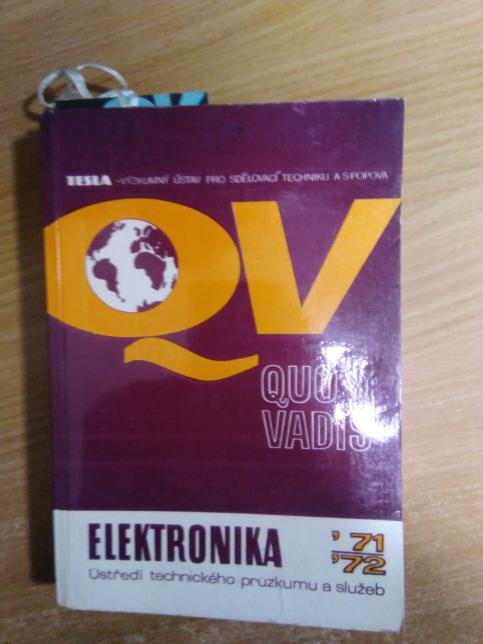 TESLA - VÝZKUMNÝ ÚSTAV PRO SDĚLOVACÍ TECHNIKU A·S·POPOVA
QV
QUO
VADIS
ELEKTRONIKA
'71
'72
Ústředí technického průzkumu a služeb